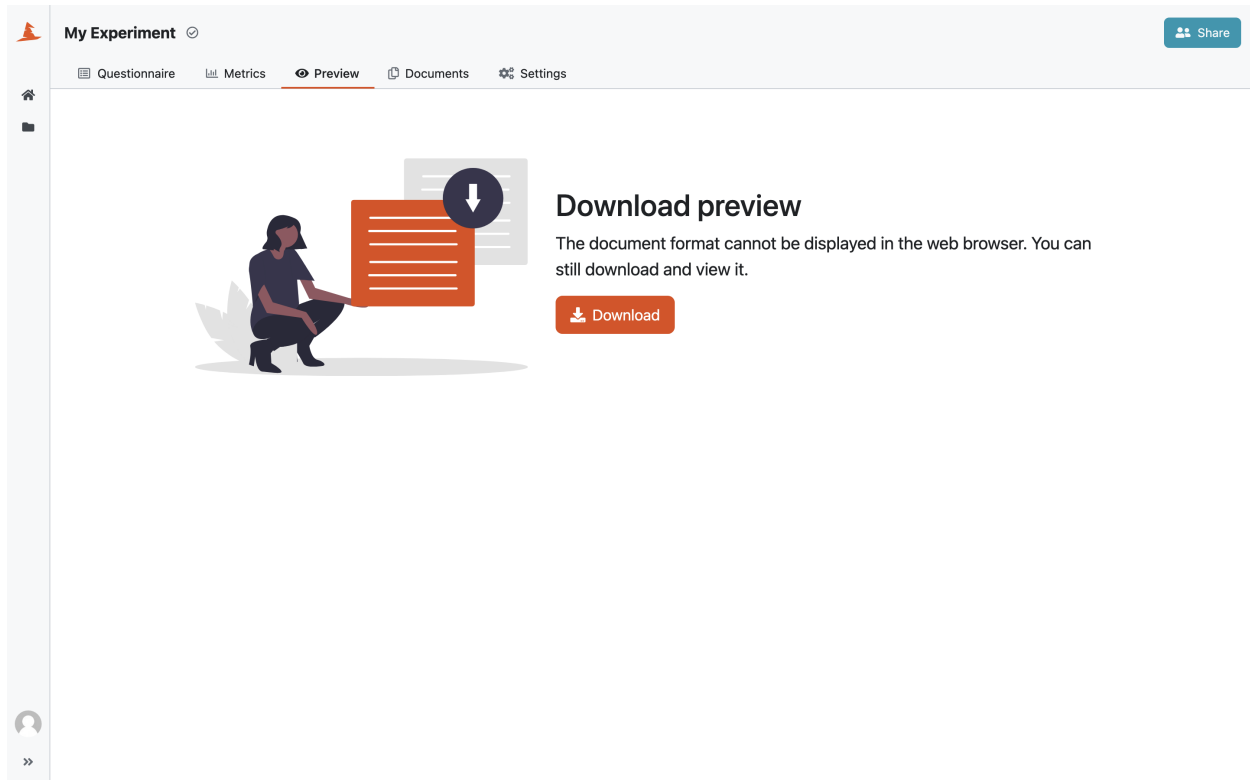 My Experiment
Share
Questionnaire
Metrics
Preview
Documents
Settings
Download preview
The document format cannot be displayed in the web browser. You can
still download and view it.
Download